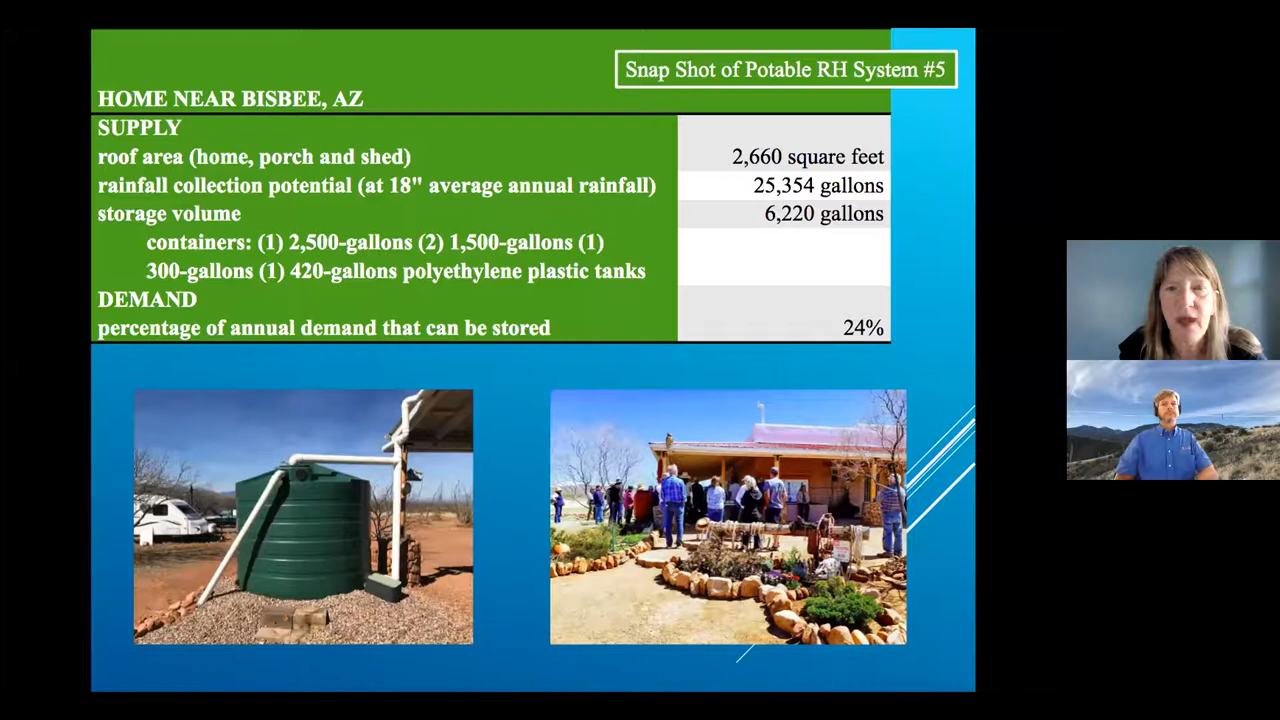 Snap Shot of Potable RH System #5
HOME NEAR BISBEE, AZ
SUPPLY
roof area (home, porch and shed) 2,660 square feet
rainfall collection potential (at 18" average annual rainfall) 25,354 gallons
storage volume 6,220 gallons
containers: (1) 2,500-gallons (2) 1,500-gallons (1)
300-gallons (1) 420-gallons polyethylene plastic tanks
DEMAND
percentage of annual demand that can be stored 24%